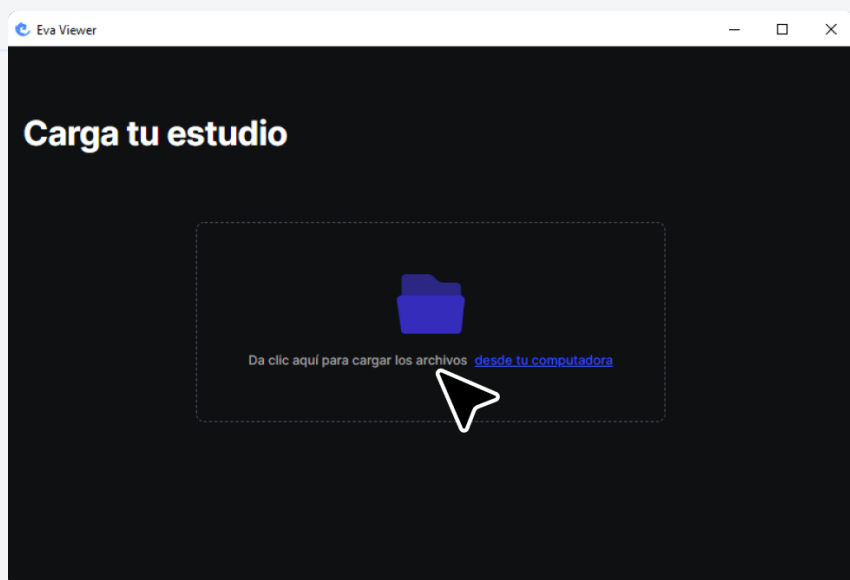 Eva Viewer
Carga tu estudio
Da clic aquí para cargar los archivos desde tu computadora